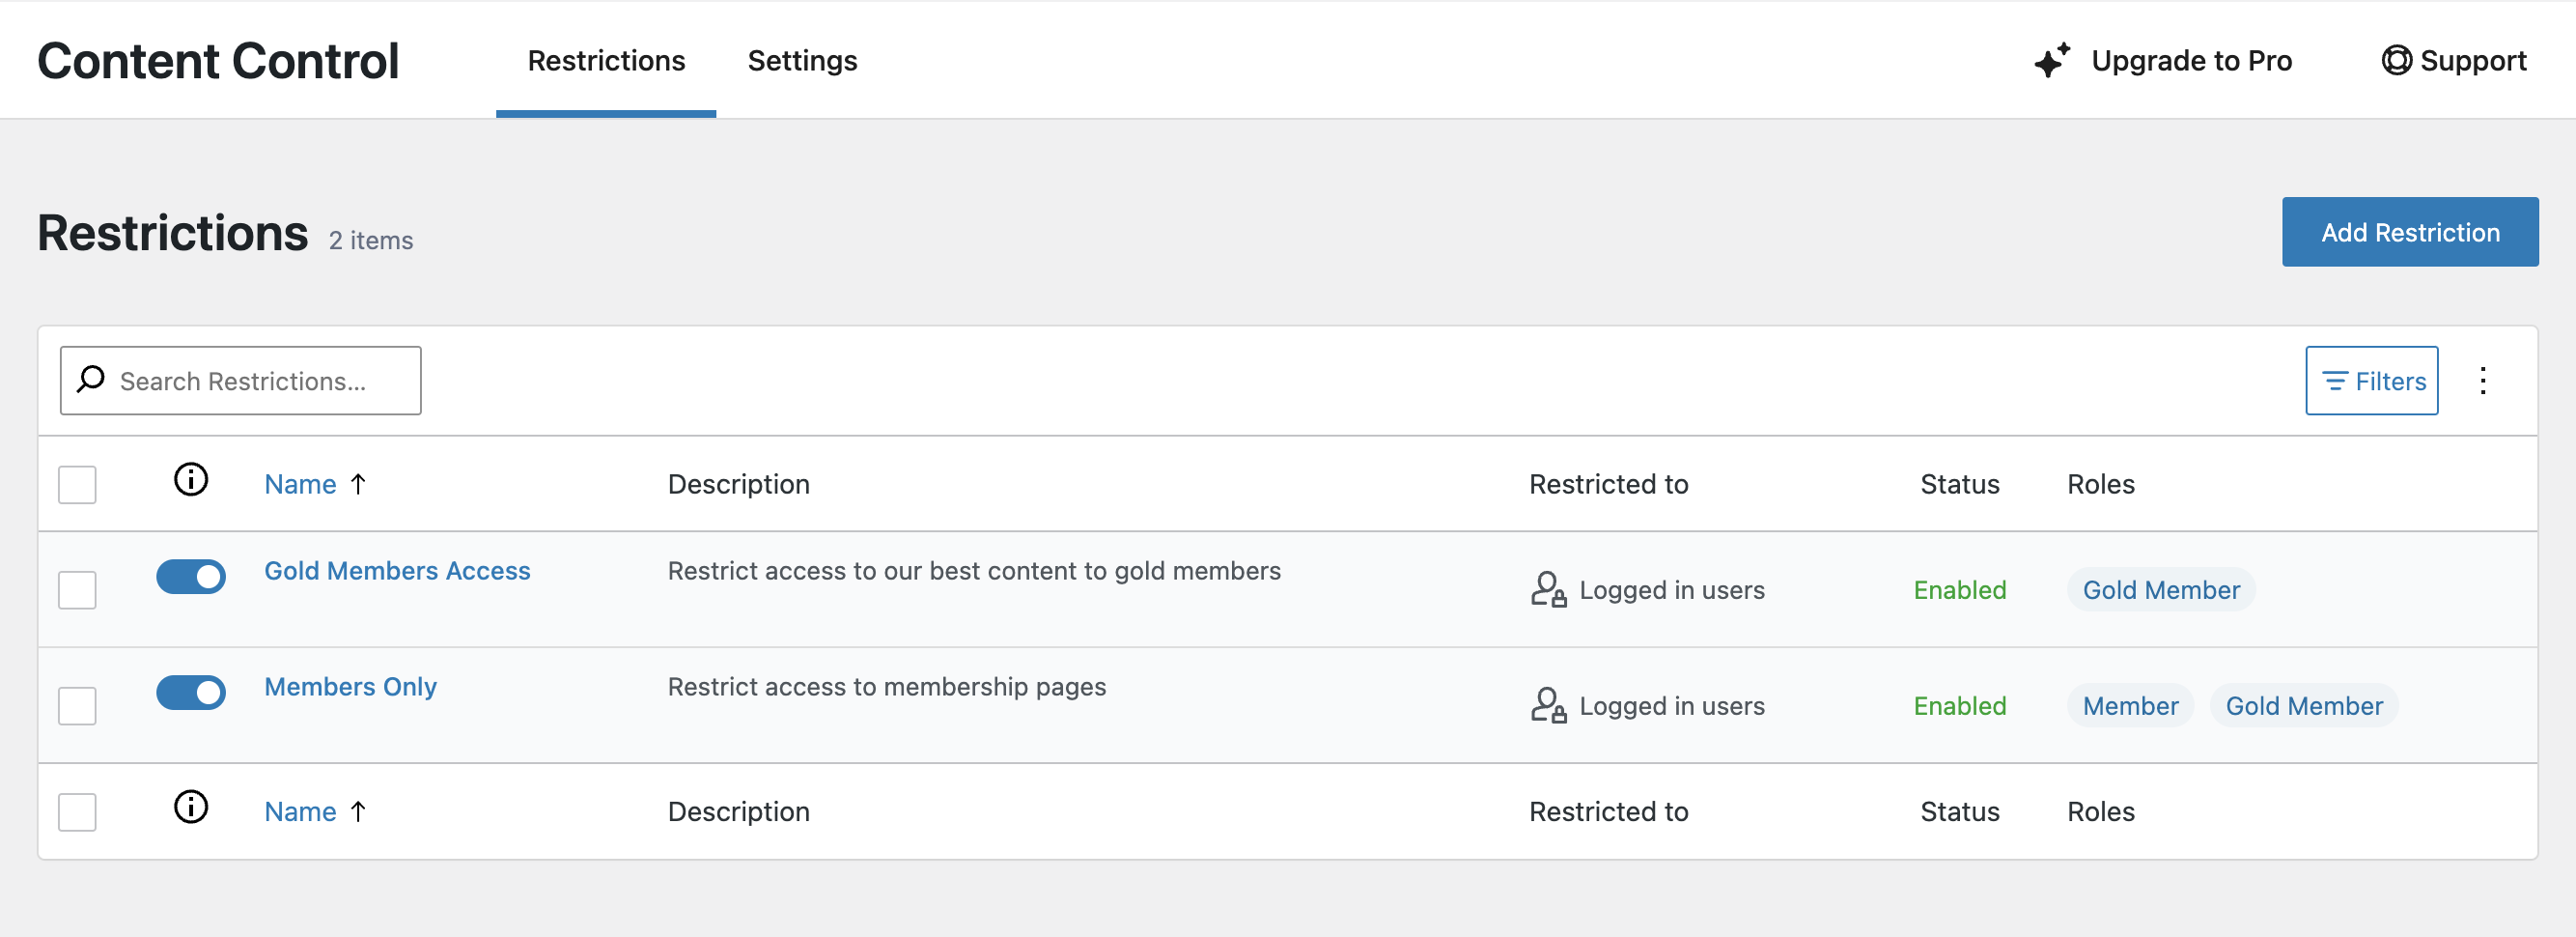 Content Control Restrictions Settings Upgrade to Pro Support
Restrictions 2 items Add Restriction
Search Restrictions... Filters
Name ↑ Description Restricted to Status Roles
Gold Members Access Restrict access to our best content to gold members Logged in users Enabled Gold Member
Members Only Restrict access to membership pages Logged in users Enabled Member Gold Member
Name ↑ Description Restricted to Status Roles